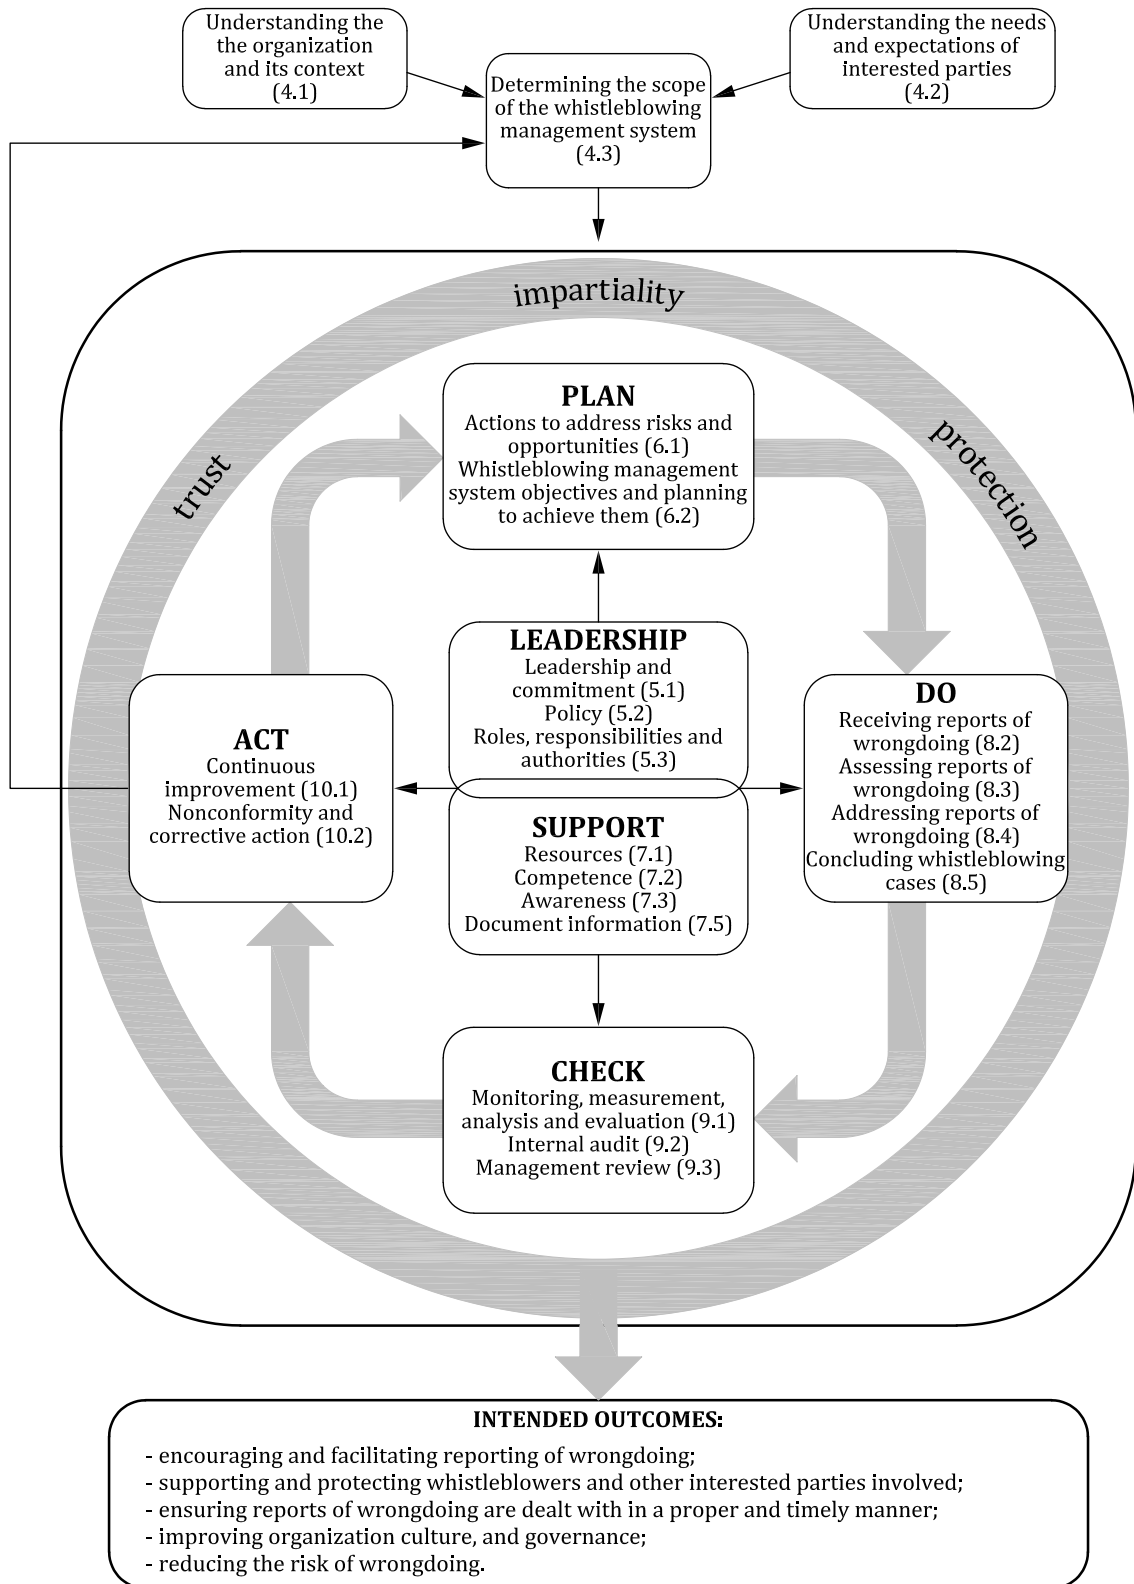 Understanding the
the organization
and its context
(4.1)
Understanding the needs
and expectations of
interested parties
(4.2)
Determining the scope
of the whistleblowing
management system
(4.3)
impartiality
trust
protection
PLAN
Actions to address risks and
opportunities (6.1)
Whistleblowing management
system objectives and planning
to achieve them (6.2)
LEADERSHIP
Leadership and
commitment (5.1)
Policy (5.2)
Roles, responsibilities and
authorities (5.3)
ACT
Continuous
improvement (10.1)
Nonconformity and
corrective action (10.2)
DO
Receiving reports of
wrongdoing (8.2)
Assessing reports of
wrongdoing (8.3)
Addressing reports of
wrongdoing (8.4)
Concluding whistleblowing
cases (8.5)
SUPPORT
Resources (7.1)
Competence (7.2)
Awareness (7.3)
Document information (7.5)
CHECK
Monitoring, measurement,
analysis and evaluation (9.1)
Internal audit (9.2)
Management review (9.3)
INTENDED OUTCOMES:
- encouraging and facilitating reporting of wrongdoing;
- supporting and protecting whistleblowers and other interested parties involved;
- ensuring reports of wrongdoing are dealt with in a proper and timely manner;
- improving organization culture, and governance;
- reducing the risk of wrongdoing.